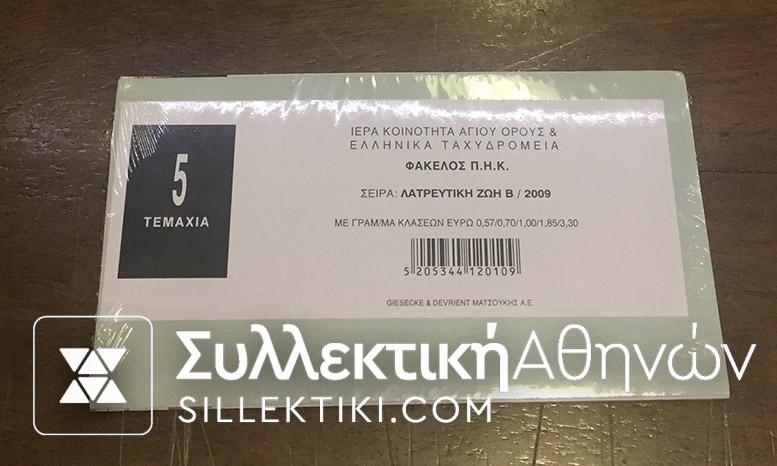 5
ΤΕΜΑΧΙΑ
ΙΕΡΑ ΚΟΙΝΟΤΗΤΑ ΑΓΙΟΥ ΟΡΟΥΣ &
ΕΛΛΗΝΙΚΑ ΤΑΧΥΔΡΟΜΕΙΑ
ΦΑΚΕΛΟΣ Π.Η.Κ.
ΣΕΙΡΑ: ΛΑΤΡΕΥΤΙΚΗ ΖΩΗ Β / 2009
ΜΕ ΓΡΑΜ/ΜΑ ΚΛΑΣΕΩΝ ΕΥΡΩ 0,57/0,70/1,00/1,85/3,30
5 205344 120109
GIESECKE & DEVRIENT ΜΑΤΣΟΥΚΗΣ Α.Ε.
ΣυλλεκτικήΑθηνών
SILLEKTIKI.COM